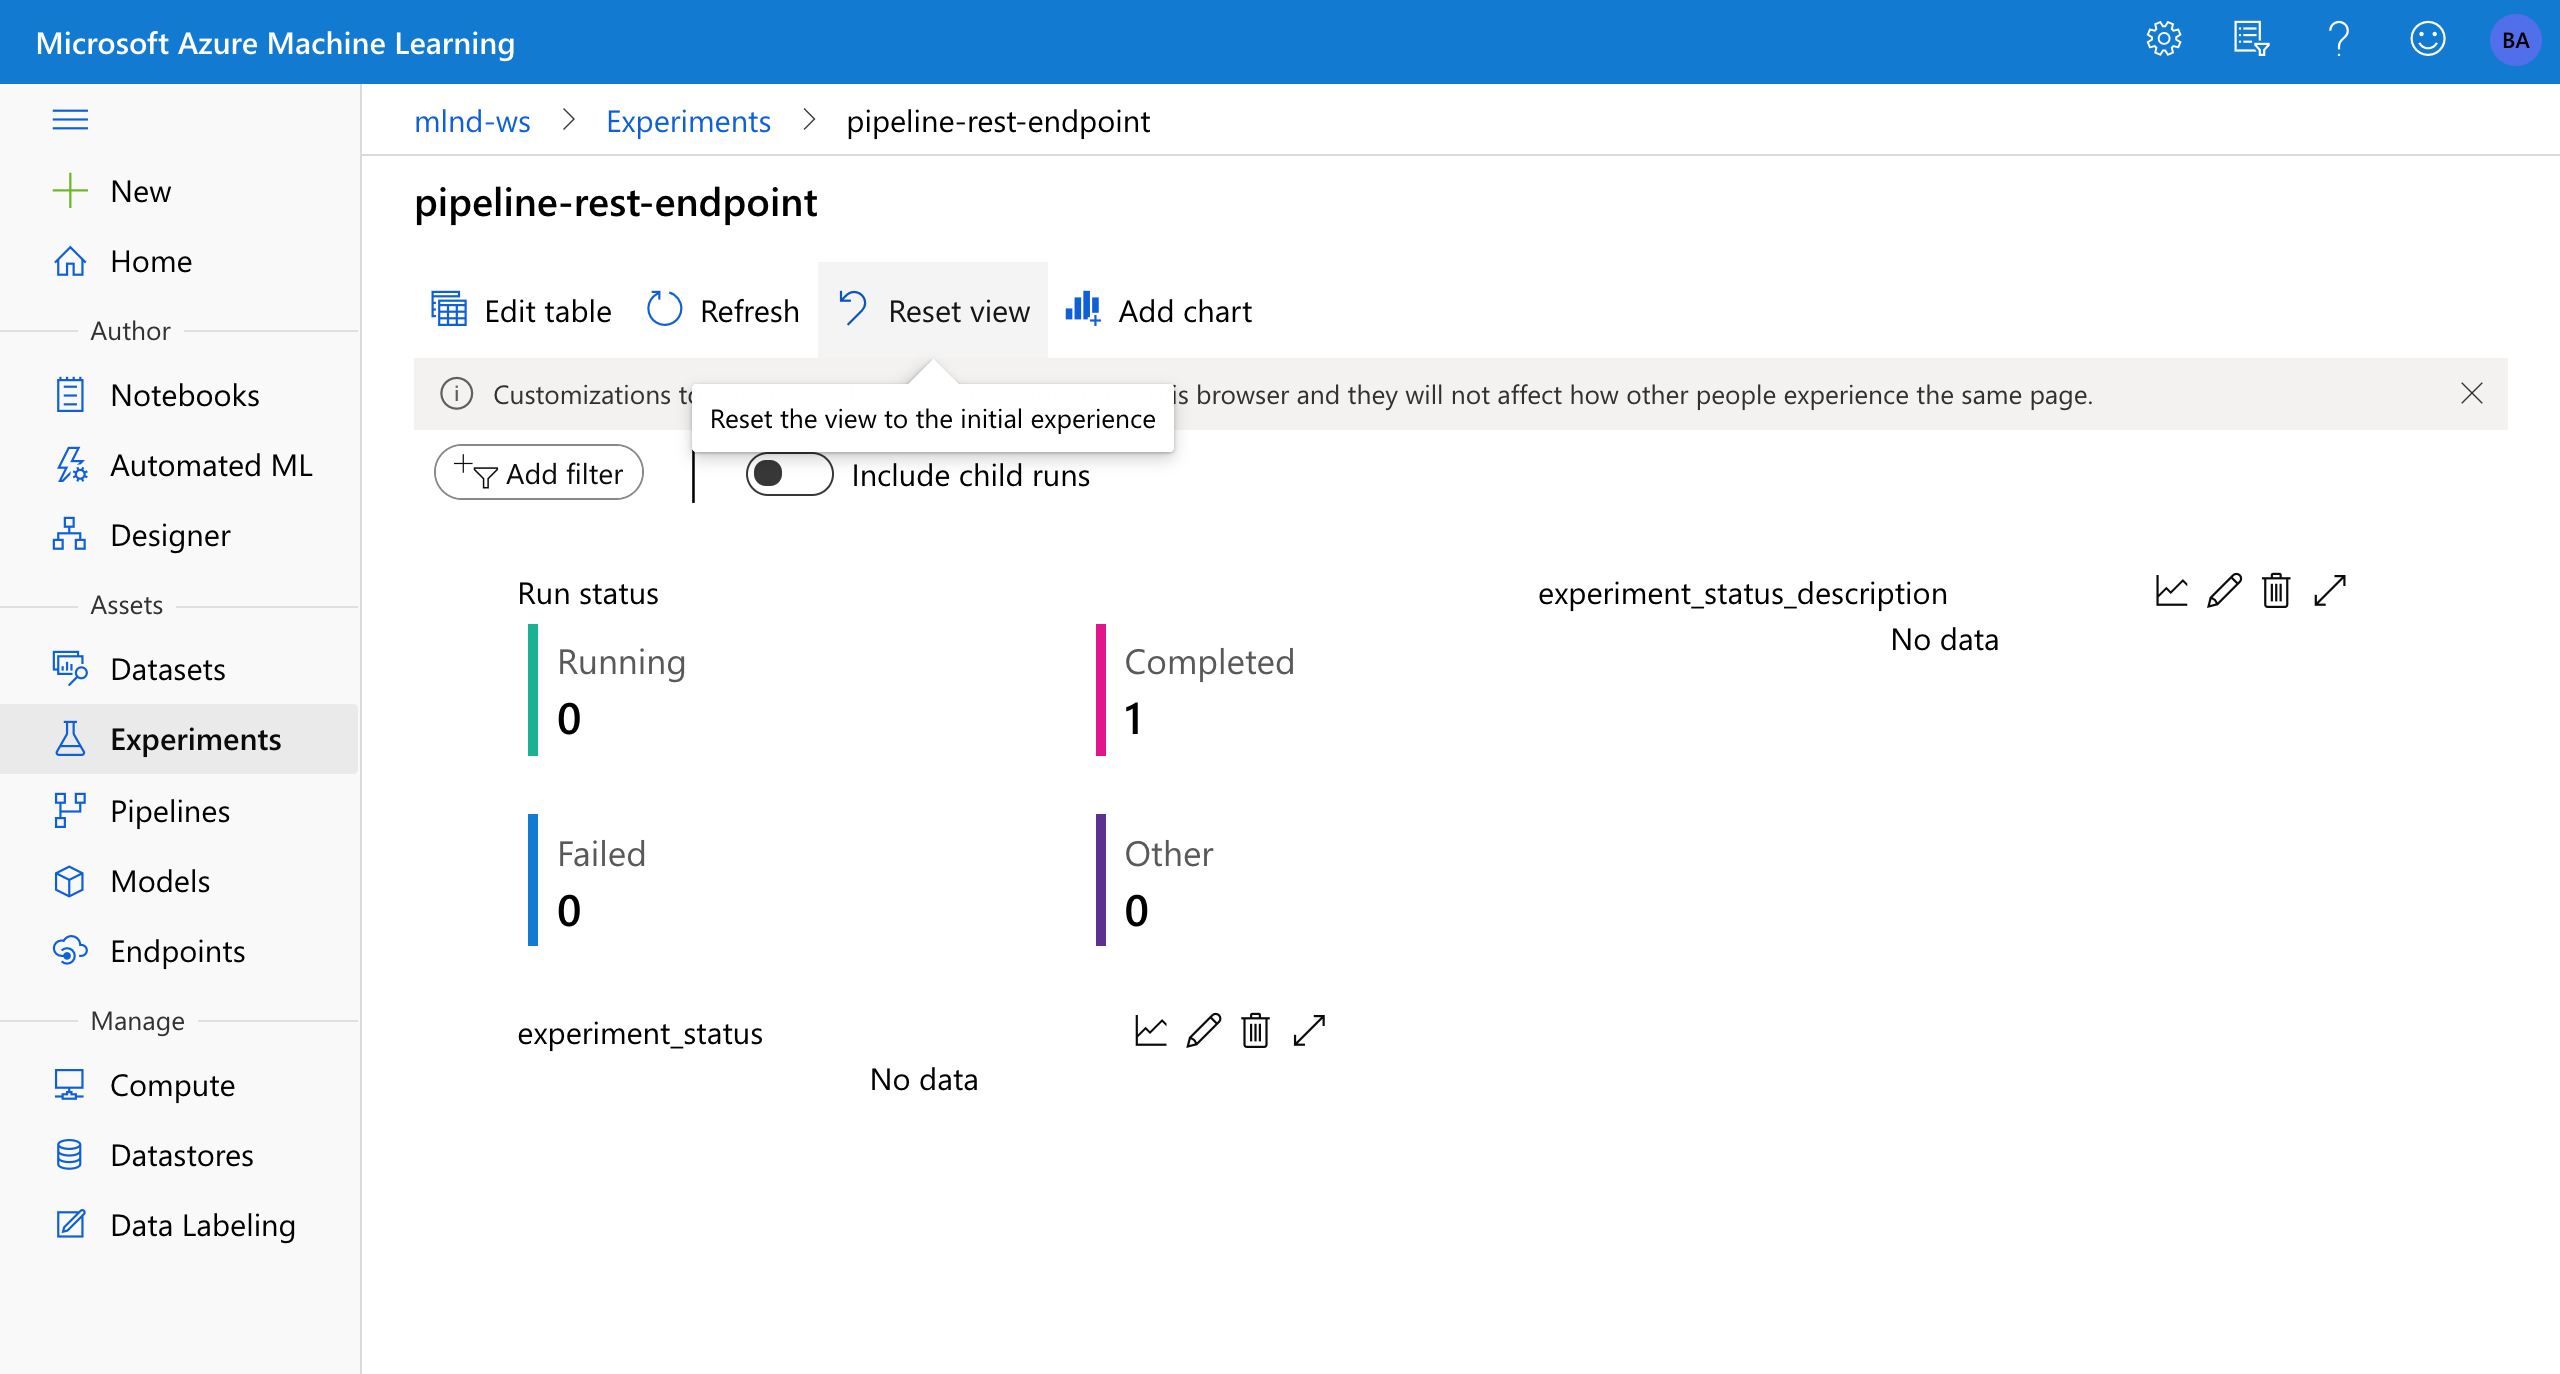 Microsoft Azure Machine Learning
BA
mlnd-ws > Experiments > pipeline-rest-endpoint
New
Home
Author
Notebooks
Automated ML
Designer
Assets
Datasets
Experiments
Pipelines
Models
Endpoints
Manage
Compute
Datastores
Data Labeling
pipeline-rest-endpoint
Edit table Refresh Reset view Add chart
Customizations is browser and they will not affect how other people experience the same page.
Reset the view to the initial experience
Add filter Include child runs
Run status
Running
0
Completed
1
Failed
0
Other
0
experiment_status_description
No data
experiment_status
No data